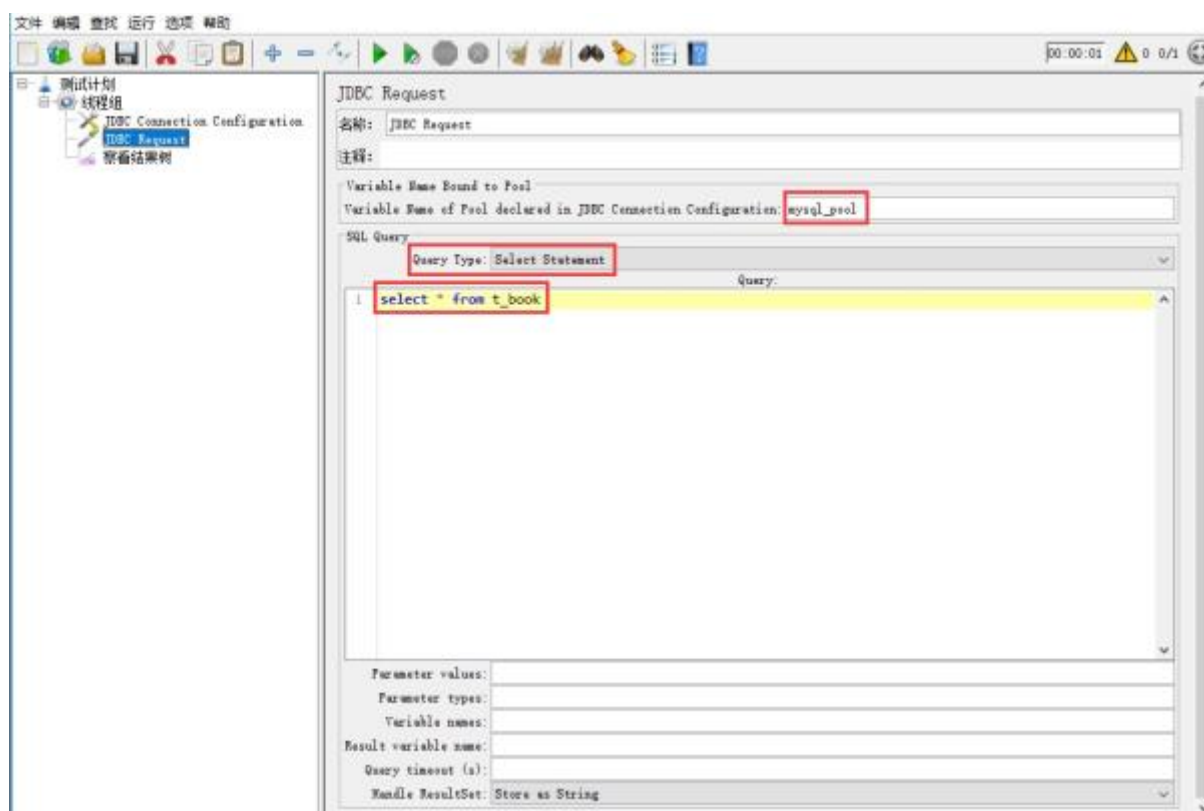 文件 编辑 查找 运行 选项 帮助
00:00:01 0 0/1
测试计划
线程组
JDBC Connection Configuration
JDBC Request
察看结果树
JDBC Request
名称: JDBC Request
注释:
Variable Name Bound to Pool
Variable Name of Pool declared in JDBC Connection Configuration: mysql_pool
SQL Query
Query Type: Select Statement
Query:
1 select * from t_book
Parameter values:
Parameter types:
Variable names:
Result variable name:
Query timeout (s):
Handle ResultSet: Store as String